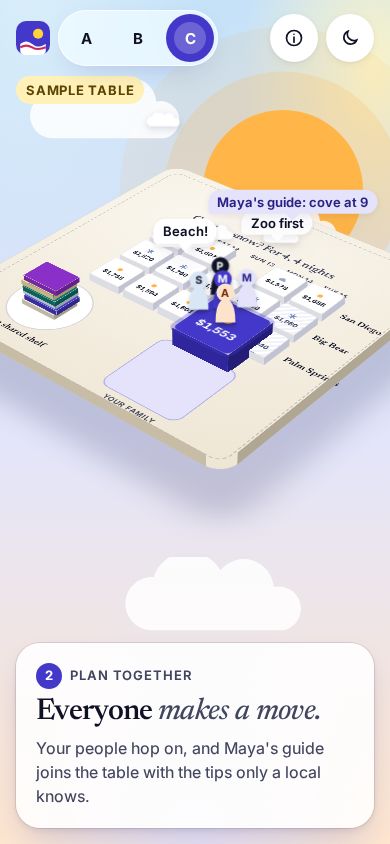 A
B
C
SAMPLE TABLE
Maya's guide: cove at 9
Zoo first
Beach!
4 nights
San Diego
Big Bear
Palm Springs
P
S
M
M
A
$1,553
shared shelf
YOUR FAMILY
2 PLAN TOGETHER
Everyone makes a move.
Your people hop on, and Maya's guide
joins the table with the tips only a local
knows.